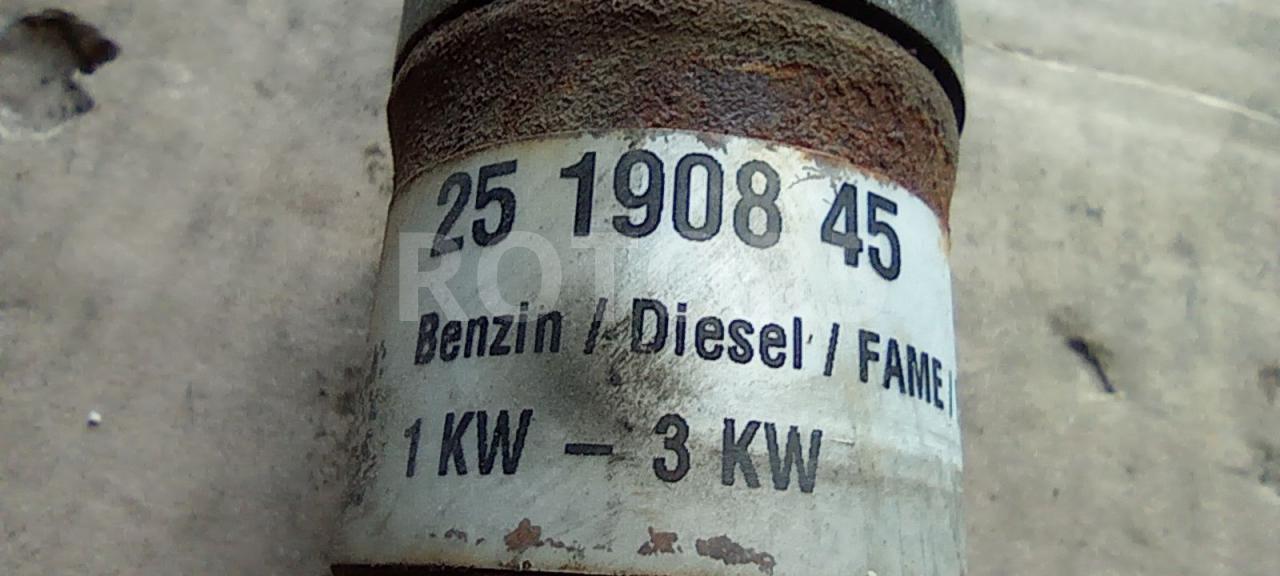 25 1908 45
Benzin / Diesel / FAME /
1 KW – 3 KW